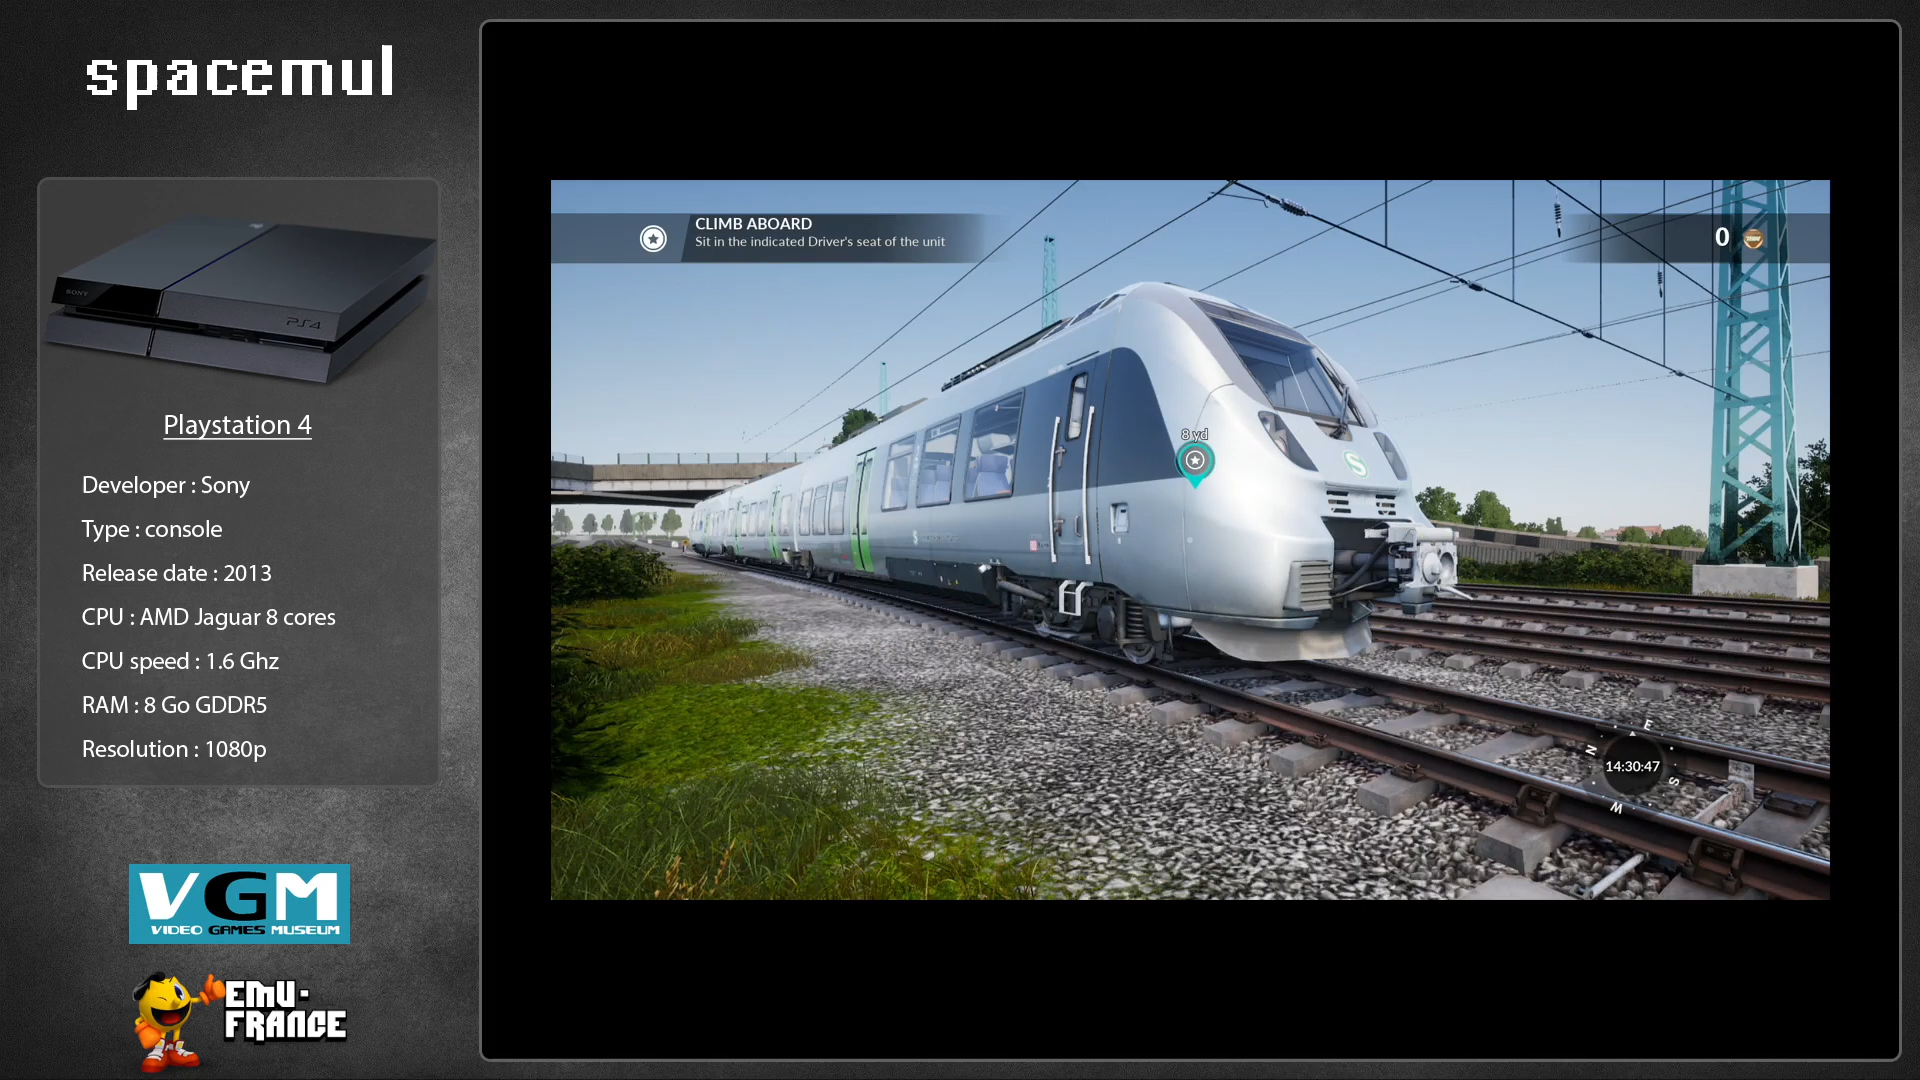 spacemul
SONY
PS4
Playstation 4
Developer : Sony
Type : console
Release date : 2013
CPU : AMD Jaguar 8 cores
CPU speed : 1.6 Ghz
RAM : 8 Go GDDR5
Resolution : 1080p
VGM
VIDEO GAMES MUSEUM
EMU-
FRANCE
CLIMB ABOARD
Sit in the indicated Driver's seat of the unit
0
8 yd
S
N
E
14:30:47
S
W